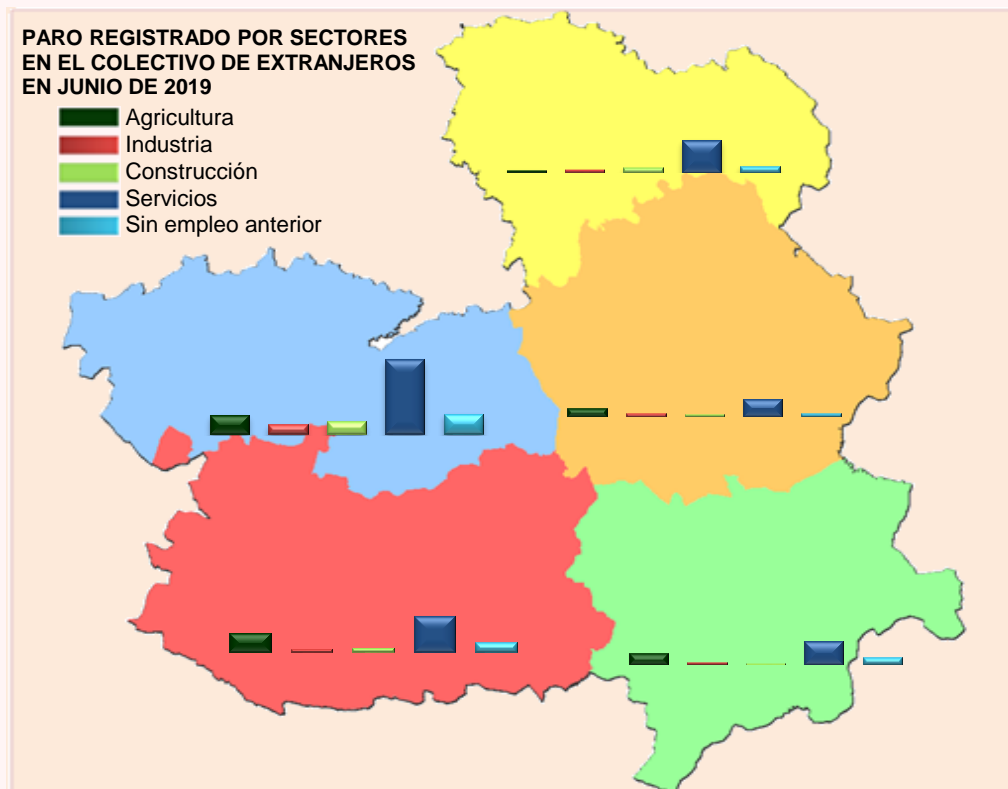 PARO REGISTRADO POR SECTORES
EN EL COLECTIVO DE EXTRANJEROS
EN JUNIO DE 2019
Agricultura
Industria
Construcción
Servicios
Sin empleo anterior